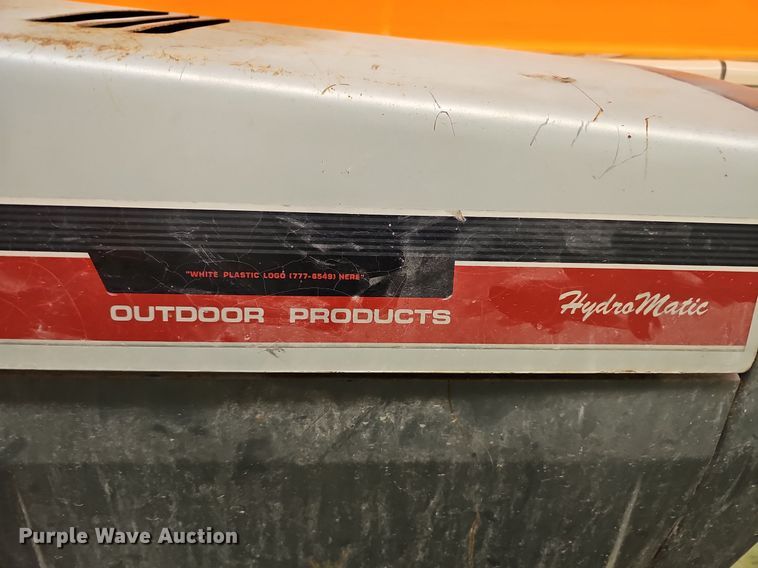 "WHITE PLASTIC LOGO (777-8549) HERE"
OUTDOOR PRODUCTS
HydroMatic
Purple Wave Auction